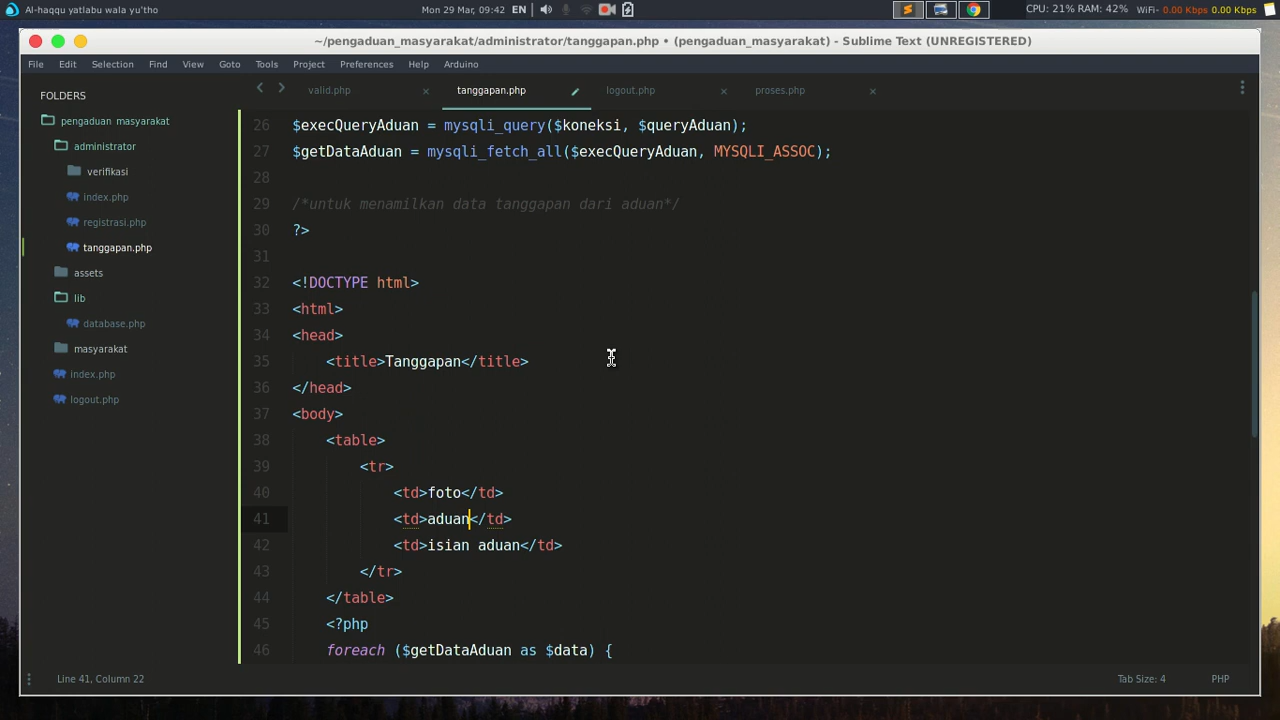 Al-haqqu yatlabu wala yu'tho
Mon 29 Mar, 09:42 EN
CPU: 21% RAM: 42% WiFi- 0.00 Kbps 0.00 Kbps
~/pengaduan_masyarakat/administrator/tanggapan.php • (pengaduan_masyarakat) - Sublime Text (UNREGISTERED)
File Edit Selection Find View Goto Tools Project Preferences Help Arduino
valid.php × tanggapan.php logout.php × proses.php ×
FOLDERS
pengaduan masyarakat
administrator
verifikasi
index.php
registrasi.php
tanggapan.php
assets
lib
database.php
masyarakat
index.php
logout.php
26 $execQueryAduan = mysqli_query($koneksi, $queryAduan);
27 $getDataAduan = mysqli_fetch_all($execQueryAduan, MYSQLI_ASSOC);
28
29 /*untuk menamilkan data tanggapan dari aduan*/
30 ?>
31
32 <!DOCTYPE html>
33 <html>
34 <head>
35 <title>Tanggapan</title>
36 </head>
37 <body>
38 <table>
39 <tr>
40 <td>foto</td>
41 <td>aduan</td>
42 <td>isian aduan</td>
43 </tr>
44 </table>
45 <?php
46 foreach ($getDataAduan as $data) {
Line 41, Column 22
Tab Size: 4 PHP